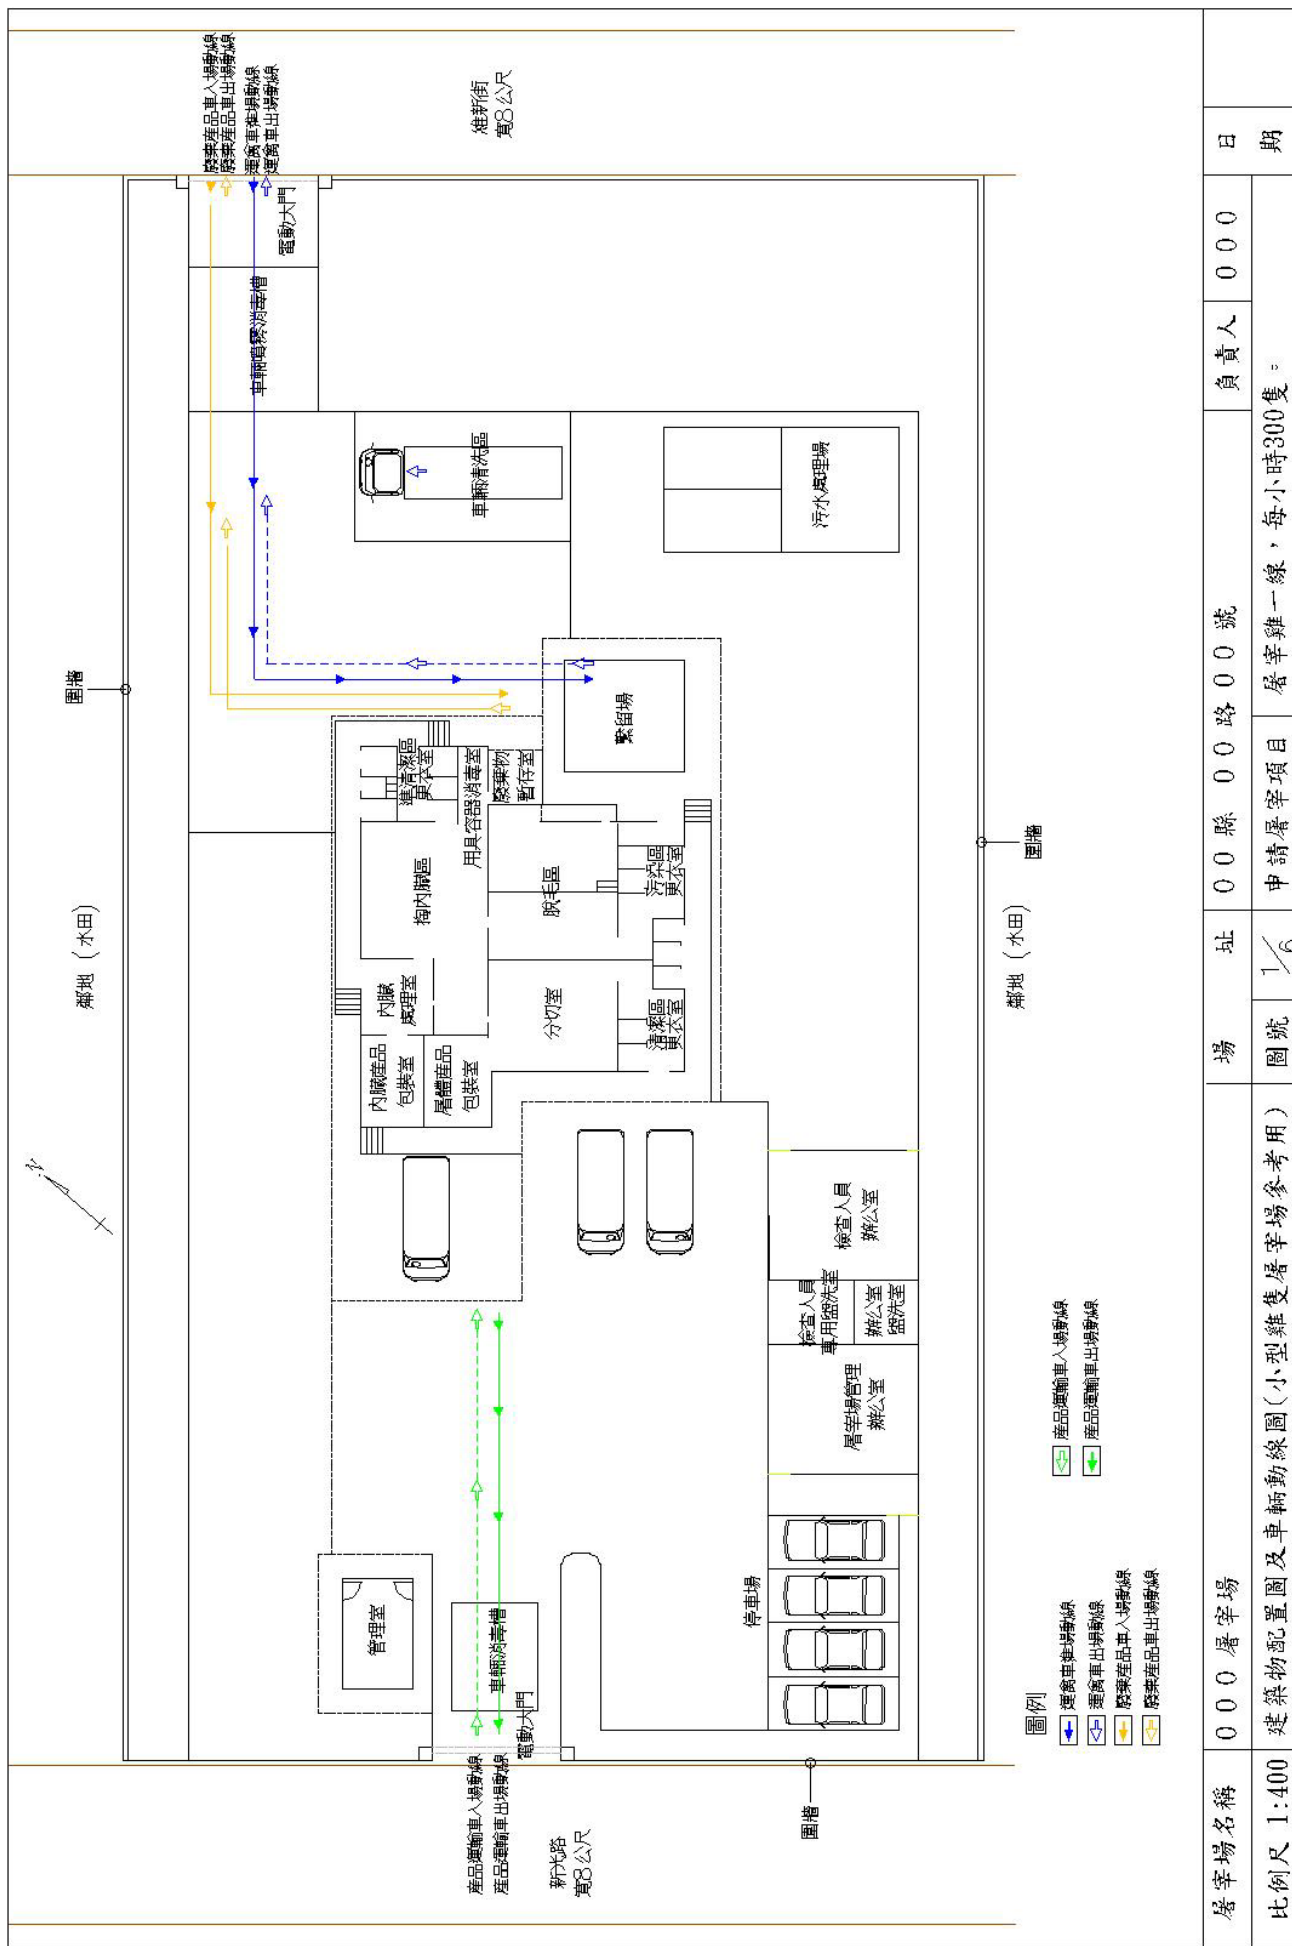 廢棄產品車入場動線
廢棄產品車出場動線
運禽車進場動線
運禽車出場動線
維新街
寬8公尺
電動大門
車輛噴霧消毒槽
車輛清洗區
污水處理場
圍牆
鄰地（水田）
繫留場
準清潔區
更衣室
用具容器消毒室
廢棄物
暫存室
掏內臟區
脫毛區
污染區
更衣室
內臟
處理室
分切室
清潔區
更衣室
內臟產品
包裝室
屠體產品
包裝室
圍牆
鄰地（水田）
N
檢查人員
辦公室
檢查人員
專用盥洗室
辦公室
盥洗室
屠宰場管理
辦公室
停車場
管理室
車輛消毒槽
電動大門
產品運輸車入場動線
產品運輸車出場動線
新光路
寬8公尺
圍牆
圖例
運禽車進場動線
運禽車出場動線
廢棄產品車入場動線
廢棄產品車出場動線
產品運輸車入場動線
產品運輸車出場動線
屠宰場名稱 000屠宰場 場址 00縣00路00號 負責人 000 日期
比例尺 1:400 建築物配置圖及車輛動線圖(小型雞隻屠宰場參考用) 圖號 1/6 申請屠宰項目 屠宰雞一線，每小時300隻。